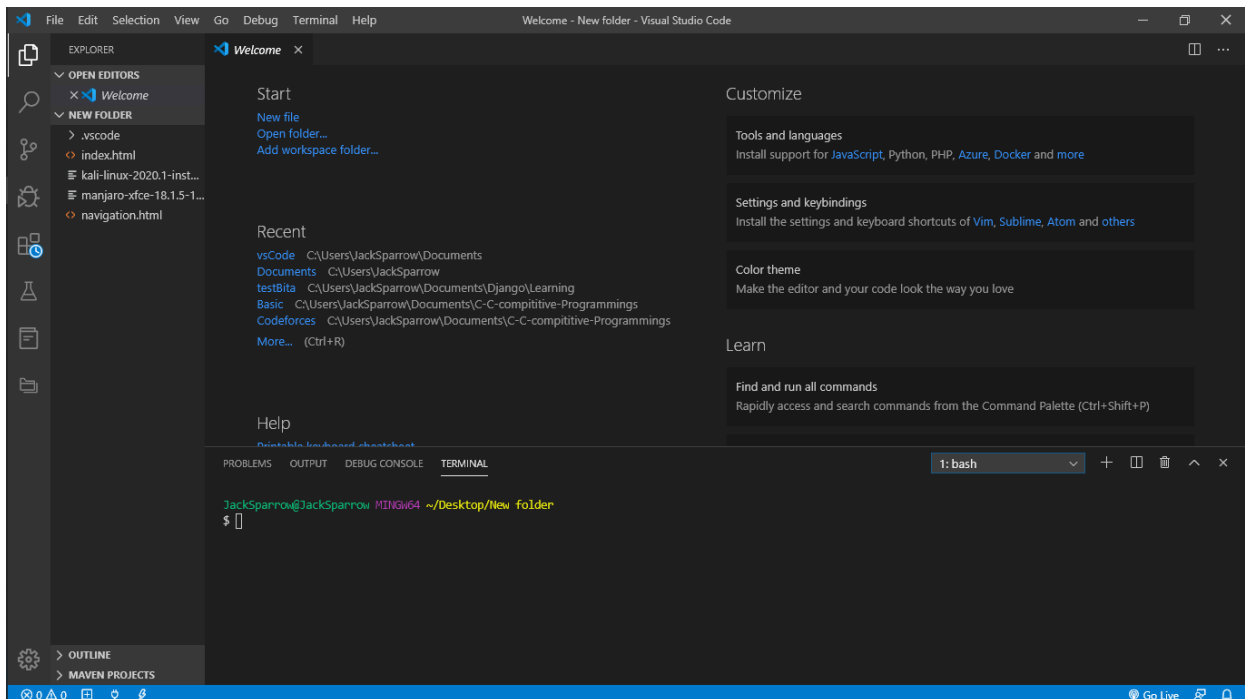 File Edit Selection View Go Debug Terminal Help Welcome - New folder - Visual Studio Code
EXPLORER
OPEN EDITORS
Welcome
NEW FOLDER
.vscode
index.html
kali-linux-2020.1-inst...
manjaro-xfce-18.1.5-1...
navigation.html
OUTLINE
MAVEN PROJECTS
Welcome
Start
New file
Open folder...
Add workspace folder...
Recent
vsCode C:\Users\JackSparrow\Documents
Documents C:\Users\JackSparrow
testBita C:\Users\JackSparrow\Documents\Django\Learning
Basic C:\Users\JackSparrow\Documents\C-C-compititive-Programmings
Codeforces C:\Users\JackSparrow\Documents\C-C-compititive-Programmings
More... (Ctrl+R)
Help
Printable keyboard cheatsheet
Customize
Tools and languages
Install support for JavaScript, Python, PHP, Azure, Docker and more
Settings and keybindings
Install the settings and keyboard shortcuts of Vim, Sublime, Atom and others
Color theme
Make the editor and your code look the way you love
Learn
Find and run all commands
Rapidly access and search commands from the Command Palette (Ctrl+Shift+P)
PROBLEMS OUTPUT DEBUG CONSOLE TERMINAL 1: bash
JackSparrow@JackSparrow MINGW64 ~/Desktop/New folder
$
0 0 Go Live